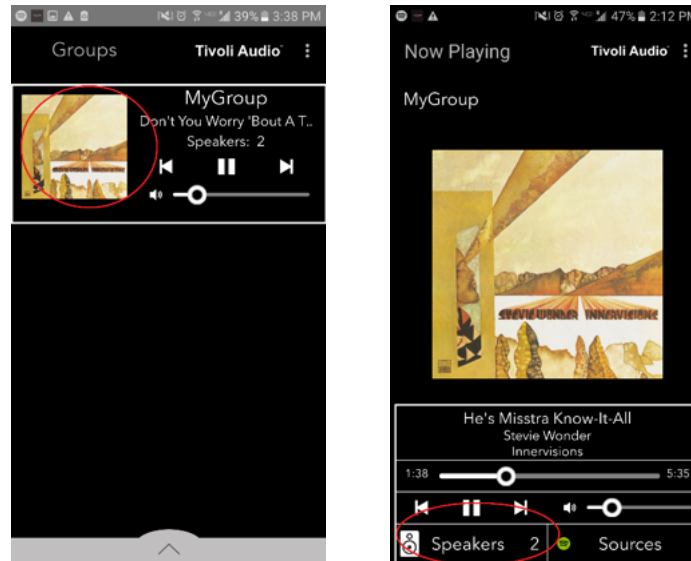 39% 3:38 PM
Groups
Tivoli Audio
MyGroup
Don't You Worry 'Bout A T..
Speakers: 2
47% 2:12 PM
Now Playing
Tivoli Audio
MyGroup
STEVIE WONDER INNERVISIONS
He's Misstra Know-It-All
Stevie Wonder
Innervisions
1:38 5:35
Speakers 2
Sources